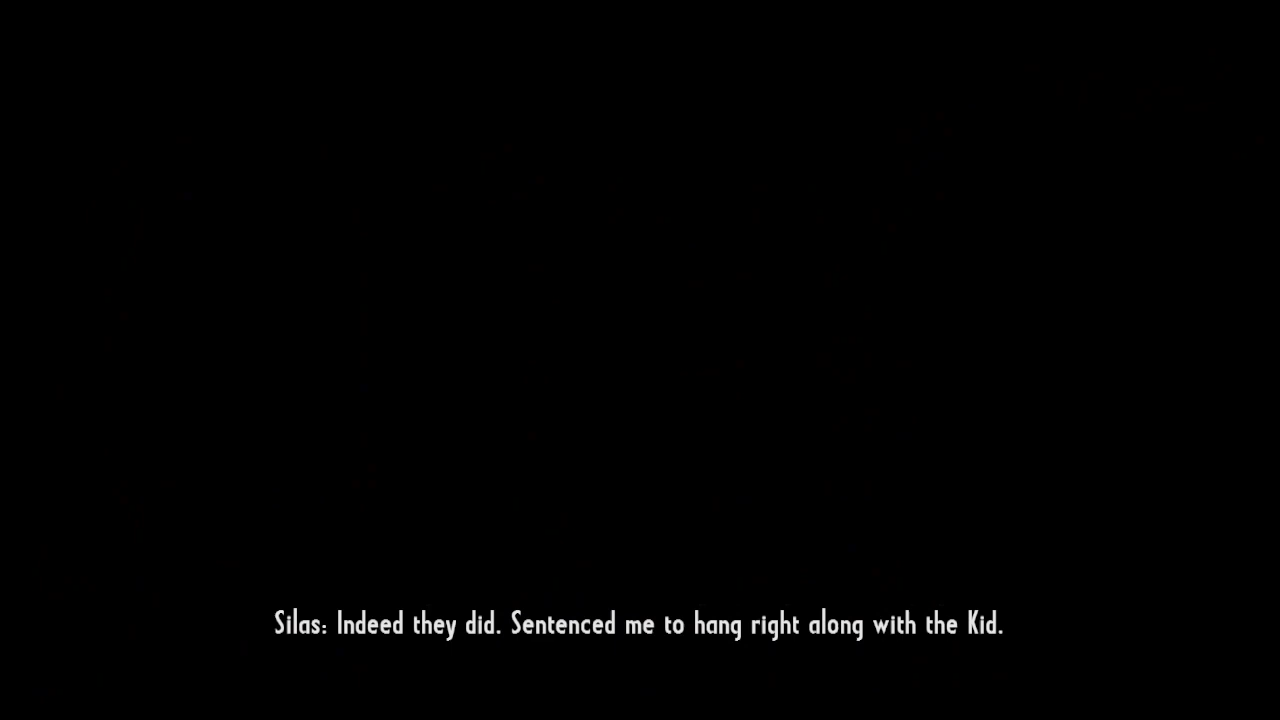 Silas: Indeed they did. Sentenced me to hang right along with the Kid.